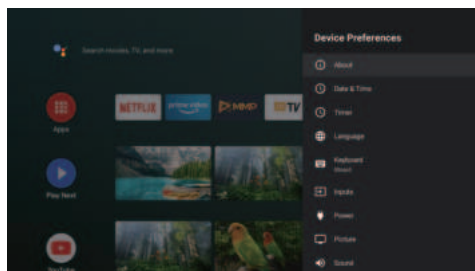 Device Preferences
Search movies, TV, and more
About
Date & Time
NETFLIX
prime video
MMP
TV
Timer
Apps
Language
Keyboard
Inputs
Play Next
Power
Picture
YouTube
Sound